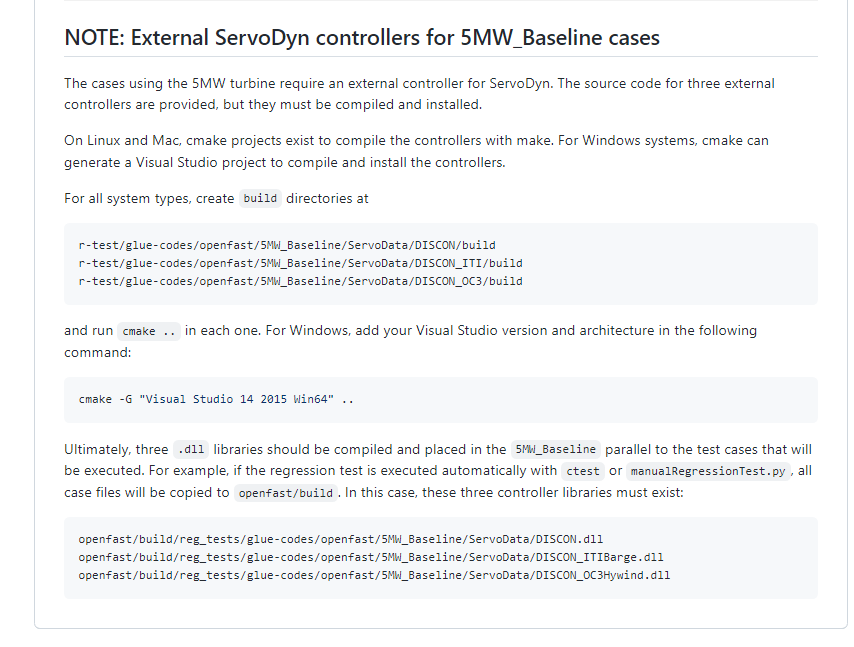 NOTE: External ServoDyn controllers for 5MW_Baseline cases
The cases using the 5MW turbine require an external controller for ServoDyn. The source code for three external
controllers are provided, but they must be compiled and installed.
On Linux and Mac, cmake projects exist to compile the controllers with make. For Windows systems, cmake can
generate a Visual Studio project to compile and install the controllers.
For all system types, create build directories at
r-test/glue-codes/openfast/5MW_Baseline/ServoData/DISCON/build
r-test/glue-codes/openfast/5MW_Baseline/ServoData/DISCON_ITI/build
r-test/glue-codes/openfast/5MW_Baseline/ServoData/DISCON_OC3/build
and run cmake .. in each one. For Windows, add your Visual Studio version and architecture in the following
command:
cmake -G "Visual Studio 14 2015 Win64" ..
Ultimately, three .dll libraries should be compiled and placed in the 5MW_Baseline parallel to the test cases that will
be executed. For example, if the regression test is executed automatically with ctest or manualRegressionTest.py , all
case files will be copied to openfast/build . In this case, these three controller libraries must exist:
openfast/build/reg_tests/glue-codes/openfast/5MW_Baseline/ServoData/DISCON.dll
openfast/build/reg_tests/glue-codes/openfast/5MW_Baseline/ServoData/DISCON_ITIBarge.dll
openfast/build/reg_tests/glue-codes/openfast/5MW_Baseline/ServoData/DISCON_OC3Hywind.dll